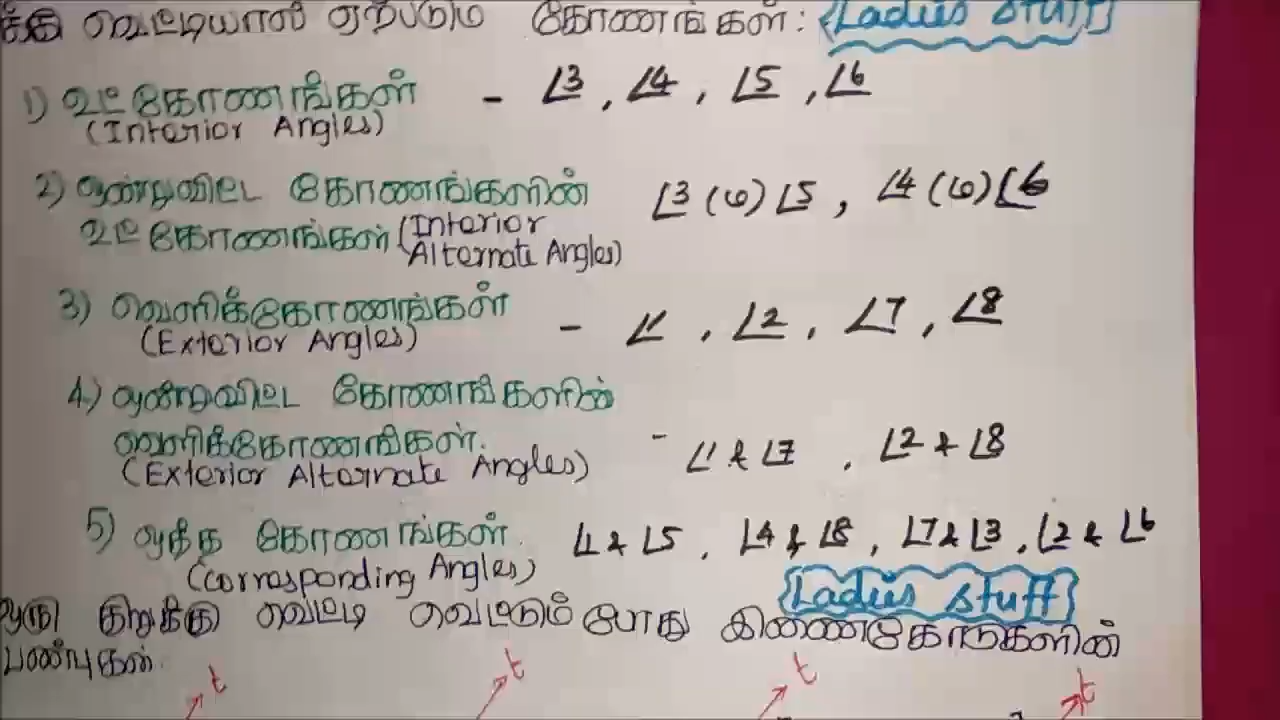 வெட்டியால் ஏற்படும் கோணங்கள்: Ladies Stuff
1) உட்கோணங்கள் - ∠3, ∠4, ∠5, ∠6
(Interior Angles)
2) ஒன்றுவிட்ட கோணங்களின் ∠3 (ம) ∠5, ∠4 (ம) ∠6
உட்கோணங்கள் (Interior
Alternate Angles)
3) வெளிக்கோணங்கள் - ∠1, ∠2, ∠7, ∠8
(Exterior Angles)
4) ஒன்றுவிட்ட கோணங்களின்
வெளிக்கோணங்கள். - ∠1 & ∠7, ∠2 & ∠8
(Exterior Alternate Angles)
5) ஒத்த கோணங்கள். ∠1 & ∠5, ∠4 & ∠8, ∠7 & ∠3, ∠2 & ∠6
(Corresponding Angles)
Ladies Stuff
ஒரு குறுக்கு வெட்டி வெட்டும்போது இணைகோடுகளின்
பண்புகள்.
t t t t